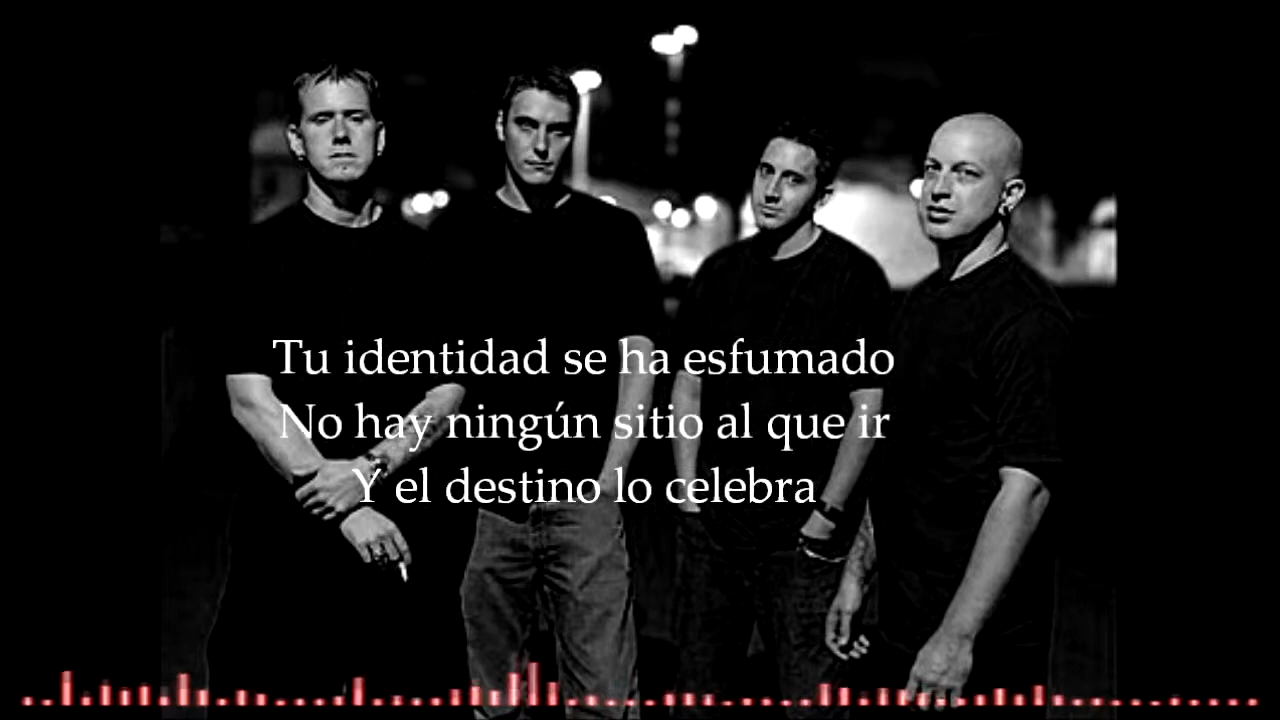 Tu identidad se ha esfumado
No hay ningún sitio al que ir
Y el destino lo celebra